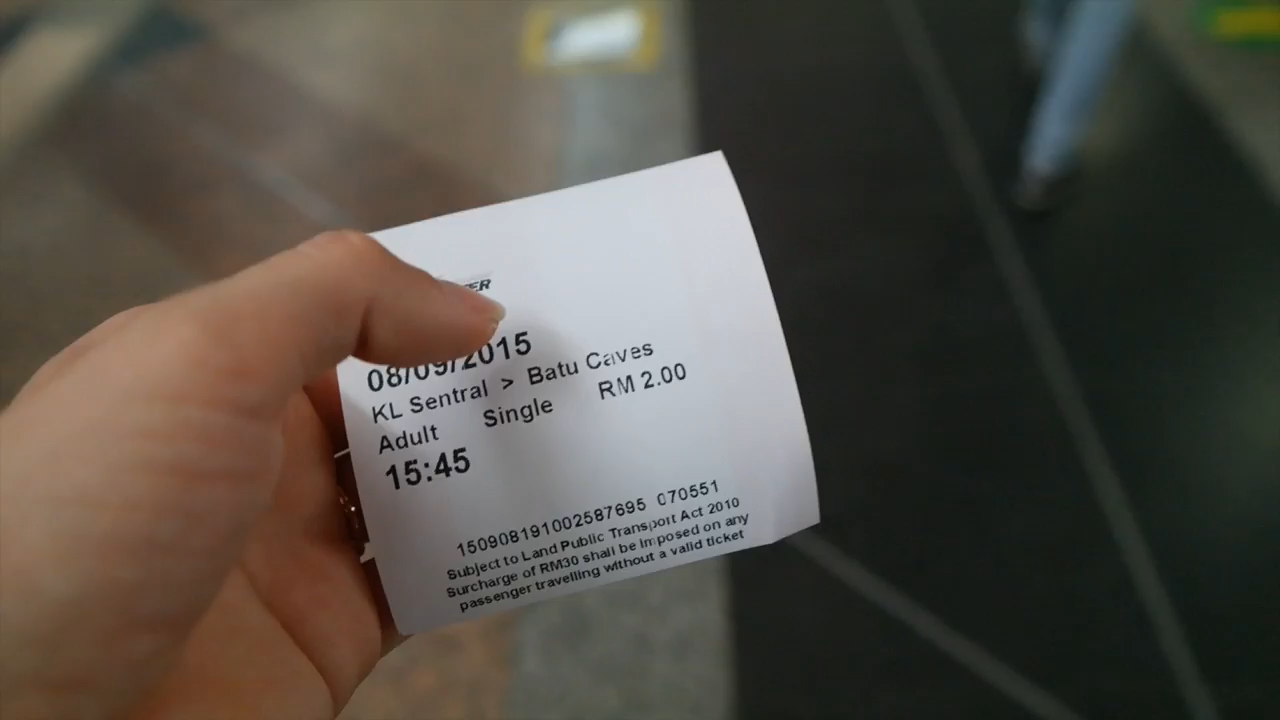 08/09/2015
KL Sentral > Batu Caves
Adult Single RM 2.00
15:45
150908191002587695 070551
Subject to Land Public Transport Act 2010
Surcharge of RM30 shall be imposed on any
passenger travelling without a valid ticket